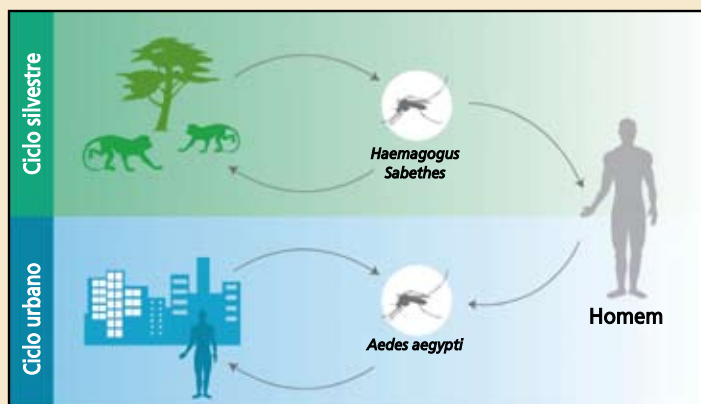 Ciclo silvestre
Haemagogus
Sabethes
Homem
Ciclo urbano
Aedes aegypti